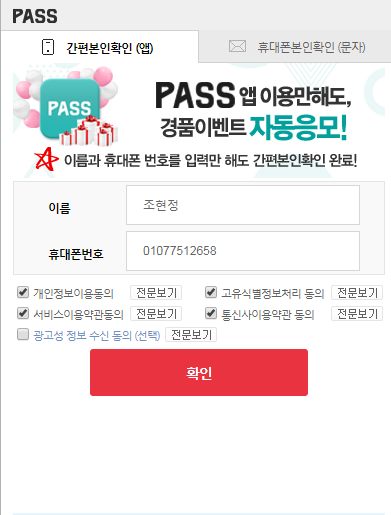 PASS
간편본인확인 (앱) 휴대폰본인확인 (문자)
PASS
PASS 앱 이용만해도,
경품이벤트 자동응모!
이름과 휴대폰 번호를 입력만 해도 간편본인확인 완료!
이름 조현정
휴대폰번호 01077512658
개인정보이용동의 전문보기 고유식별정보처리 동의 전문보기
서비스이용약관동의 전문보기 통신사이용약관 동의 전문보기
광고성 정보 수신 동의 (선택) 전문보기
확인